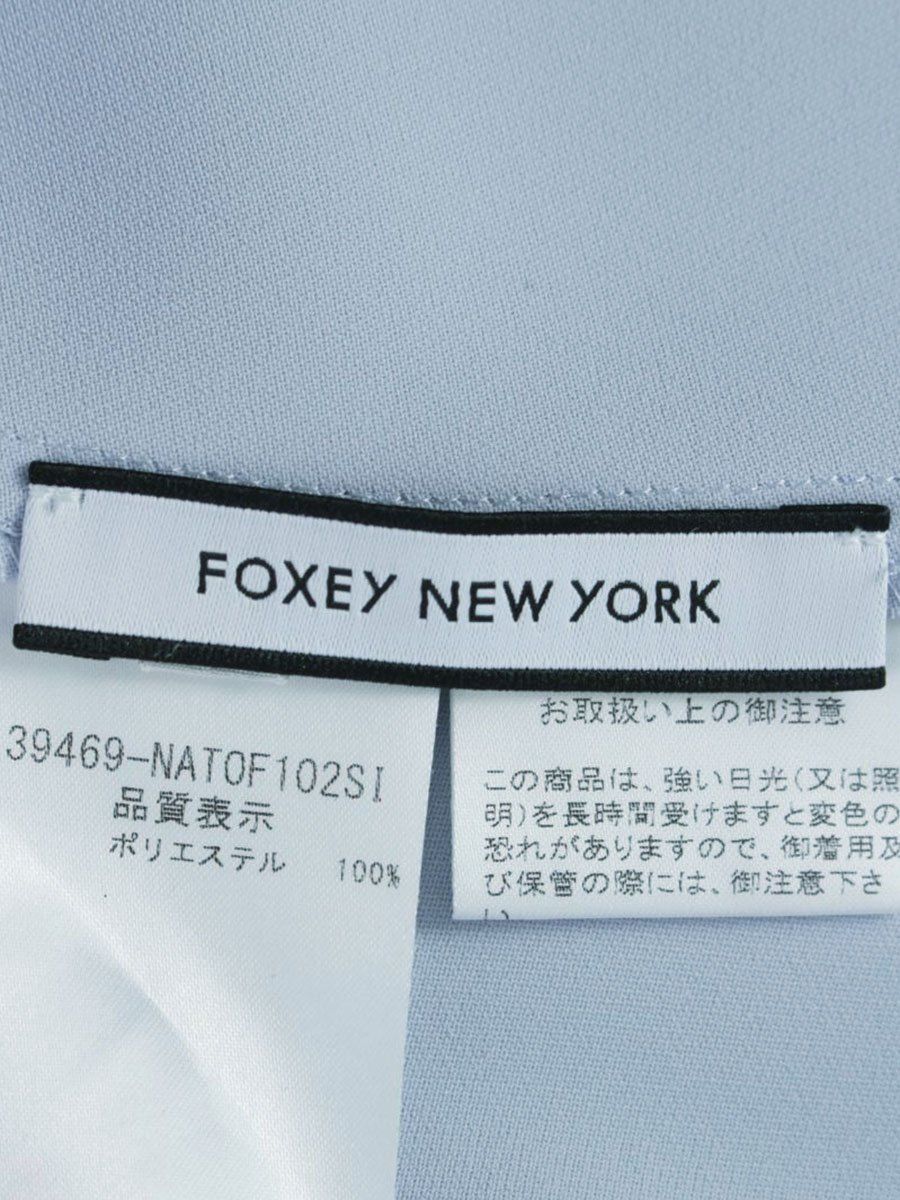 FOXEY NEW YORK
39469-NATOF102SI
品質表示
ポリエステル 100%
お取扱い上の御注意
この商品は、強い日光(又は照
明)を長時間受けますと変色の
恐れがありますので、御着用及
び保管の際には、御注意下さ
い